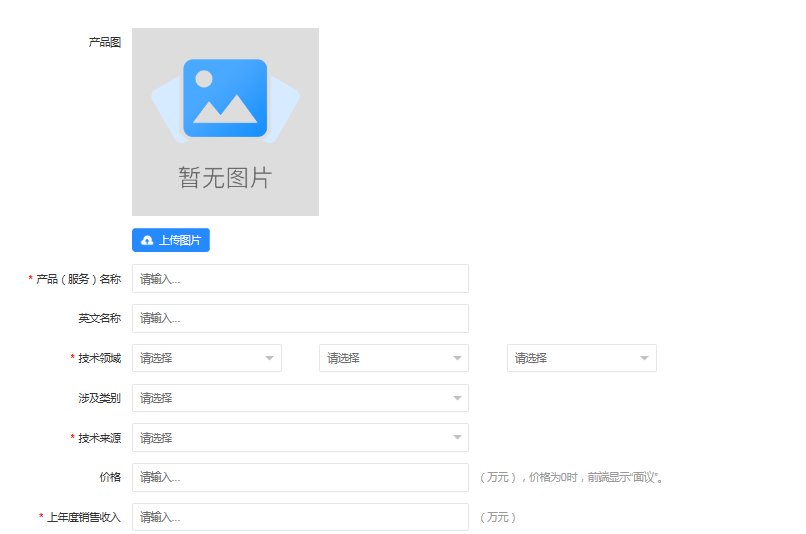 产品图
暂无图片
上传图片
* 产品（服务）名称 请输入...
英文名称 请输入...
* 技术领域 请选择 请选择 请选择
涉及类别 请选择
* 技术来源 请选择
价格 请输入... （万元），价格为0时，前端显示“面议”。
* 上年度销售收入 请输入... （万元）